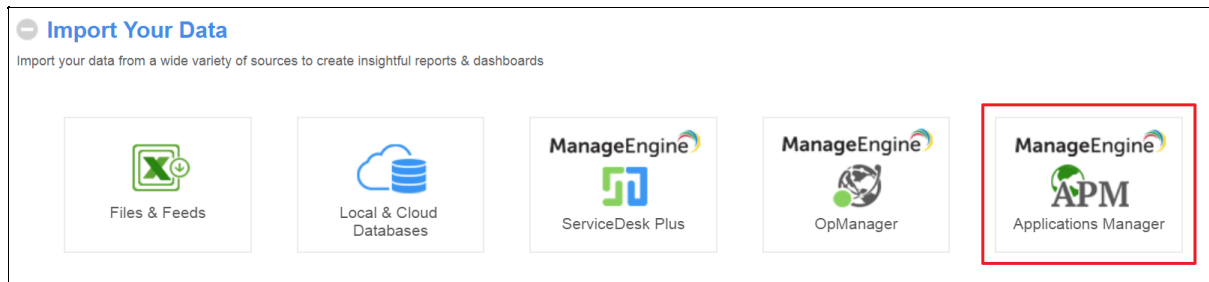 Import Your Data
Import your data from a wide variety of sources to create insightful reports & dashboards
Files & Feeds
Local & Cloud
Databases
ManageEngine
ServiceDesk Plus
ManageEngine
OpManager
ManageEngine
APM
Applications Manager